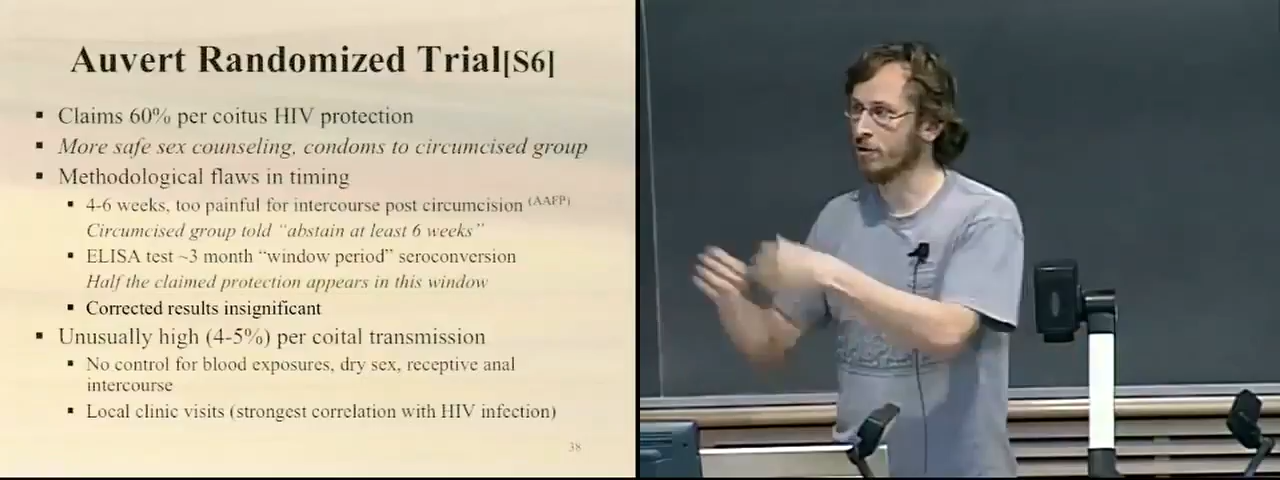 Auvert Randomized Trial[S6]
▪ Claims 60% per coitus HIV protection
▪ More safe sex counseling, condoms to circumcised group
▪ Methodological flaws in timing
▪ 4-6 weeks, too painful for intercourse post circumcision (AAFP)
Circumcised group told "abstain at least 6 weeks"
▪ ELISA test ~3 month "window period" seroconversion
Half the claimed protection appears in this window
▪ Corrected results insignificant
▪ Unusually high (4-5%) per coital transmission
▪ No control for blood exposures, dry sex, receptive anal
intercourse
▪ Local clinic visits (strongest correlation with HIV infection)
38